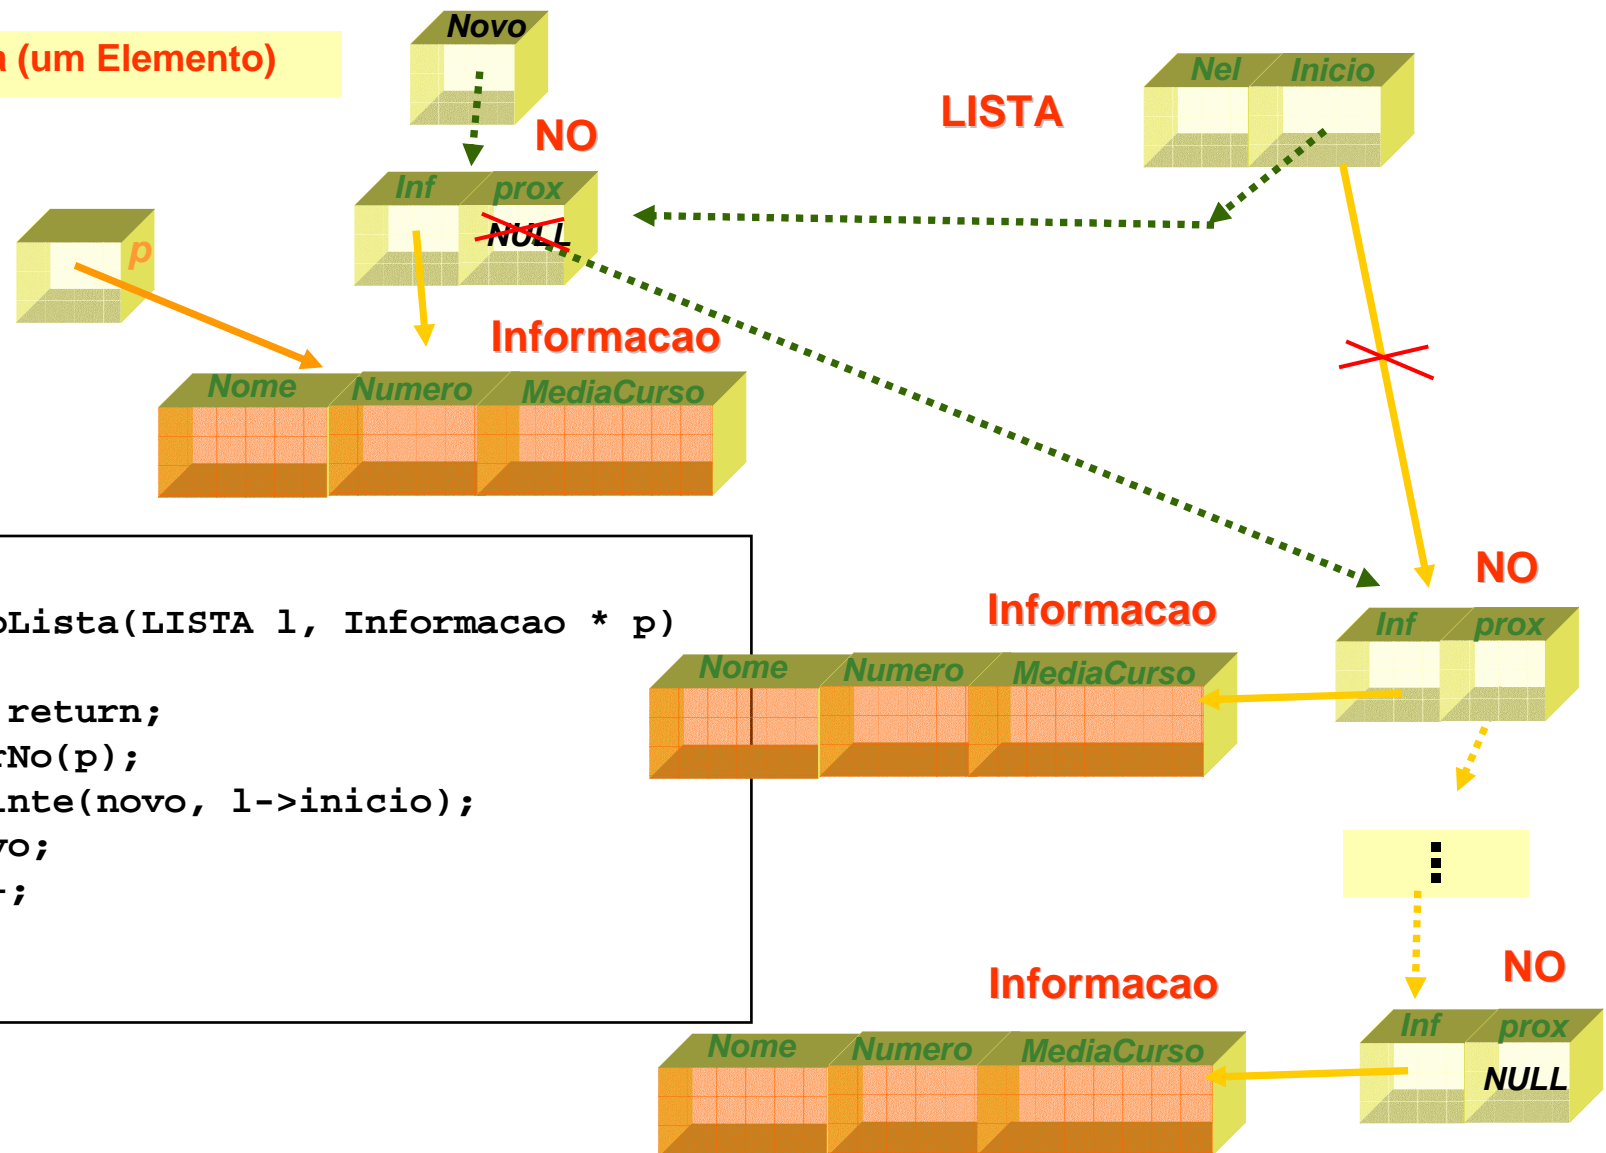 a (um Elemento)
Novo
NO
LISTA
Nel Inicio
Inf prox
NULL
p
Informacao
Nome Numero MediaCurso
oLista(LISTA l, Informacao * p)
return;
rNo(p);
inte(novo, l->inicio);
vo;
-;
NO
Informacao
Inf prox
Nome Numero MediaCurso
NO
Informacao
Inf prox
NULL
Nome Numero MediaCurso